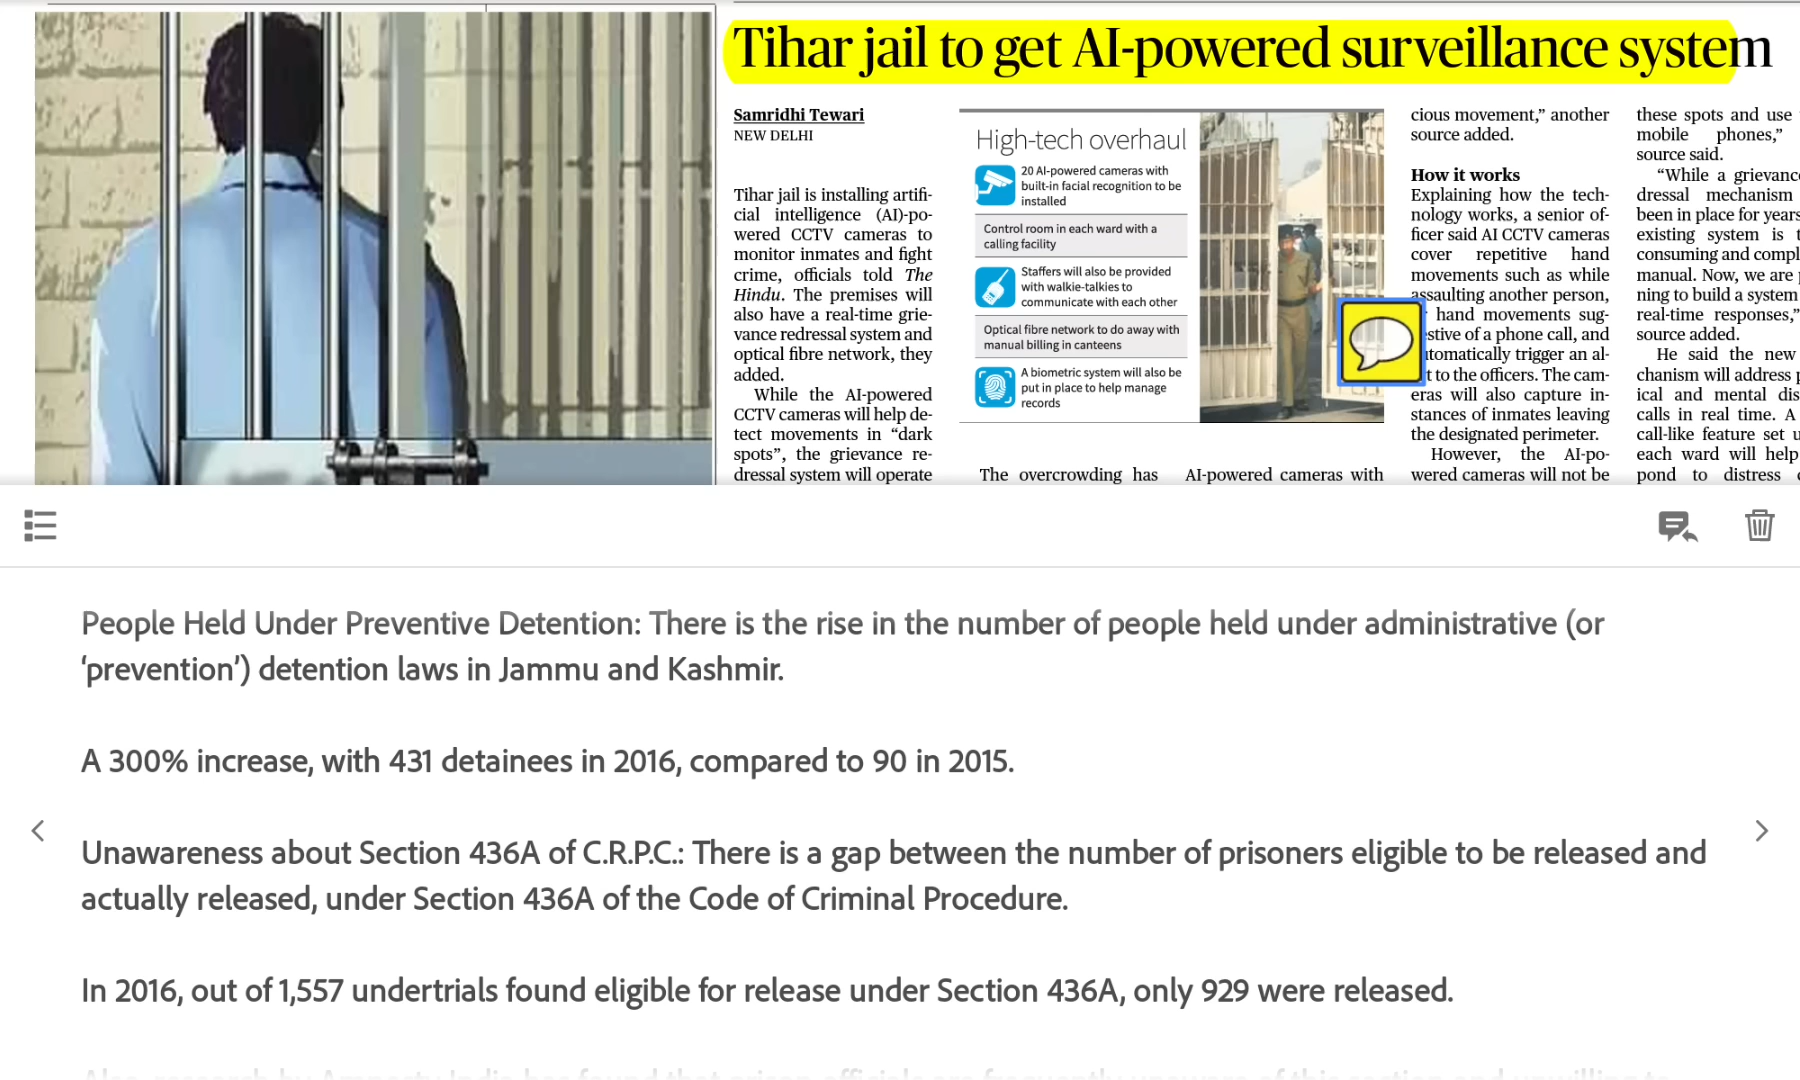 Tihar jail to get AI-powered surveillance system
Samridhi Tewari
NEW DELHI
Tihar jail is installing artifi-
cial intelligence (AI)-po-
wered CCTV cameras to
monitor inmates and fight
crime, officials told The
Hindu. The premises will
also have a real-time grie-
vance redressal system and
optical fibre network, they
added.
While the AI-powered
CCTV cameras will help de-
tect movements in “dark
spots”, the grievance re-
dressal system will operate
High-tech overhaul
20 AI-powered cameras with
built-in facial recognition to be
installed
Control room in each ward with a
calling facility
Staffers will also be provided
with walkie-talkies to
communicate with each other
Optical fibre network to do away with
manual billing in canteens
A biometric system will also be
put in place to help manage
records
The overcrowding has
AI-powered cameras with
cious movement,” another
source added.
How it works
Explaining how the tech-
nology works, a senior of-
ficer said AI CCTV cameras
cover repetitive hand
movements such as while
assaulting another person,
hand movements sug-
estive of a phone call, and
tomatically trigger an al-
t to the officers. The cam-
eras will also capture in-
stances of inmates leaving
the designated perimeter.
However, the AI-po-
wered cameras will not be
these spots and use
mobile phones,”
source said.
“While a grievanc
dressal mechanism
been in place for years
existing system is
consuming and compl
manual. Now, we are
ning to build a system
real-time responses,”
source added.
He said the new
chanism will address
ical and mental dis
calls in real time. A
call-like feature set
each ward will help
pond to distress
People Held Under Preventive Detention: There is the rise in the number of people held under administrative (or
‘prevention’) detention laws in Jammu and Kashmir.
A 300% increase, with 431 detainees in 2016, compared to 90 in 2015.
Unawareness about Section 436A of C.R.P.C.: There is a gap between the number of prisoners eligible to be released and
actually released, under Section 436A of the Code of Criminal Procedure.
In 2016, out of 1,557 undertrials found eligible for release under Section 436A, only 929 were released.